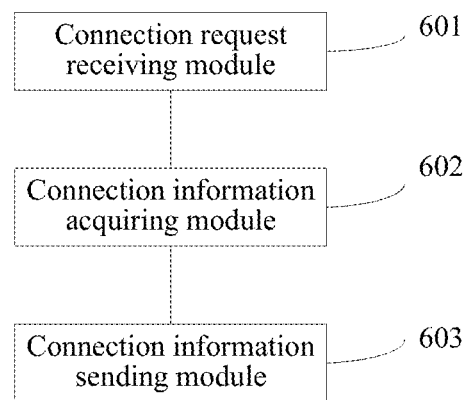 Connection request
receiving module
601
Connection information
acquiring module
602
Connection information
sending module
603